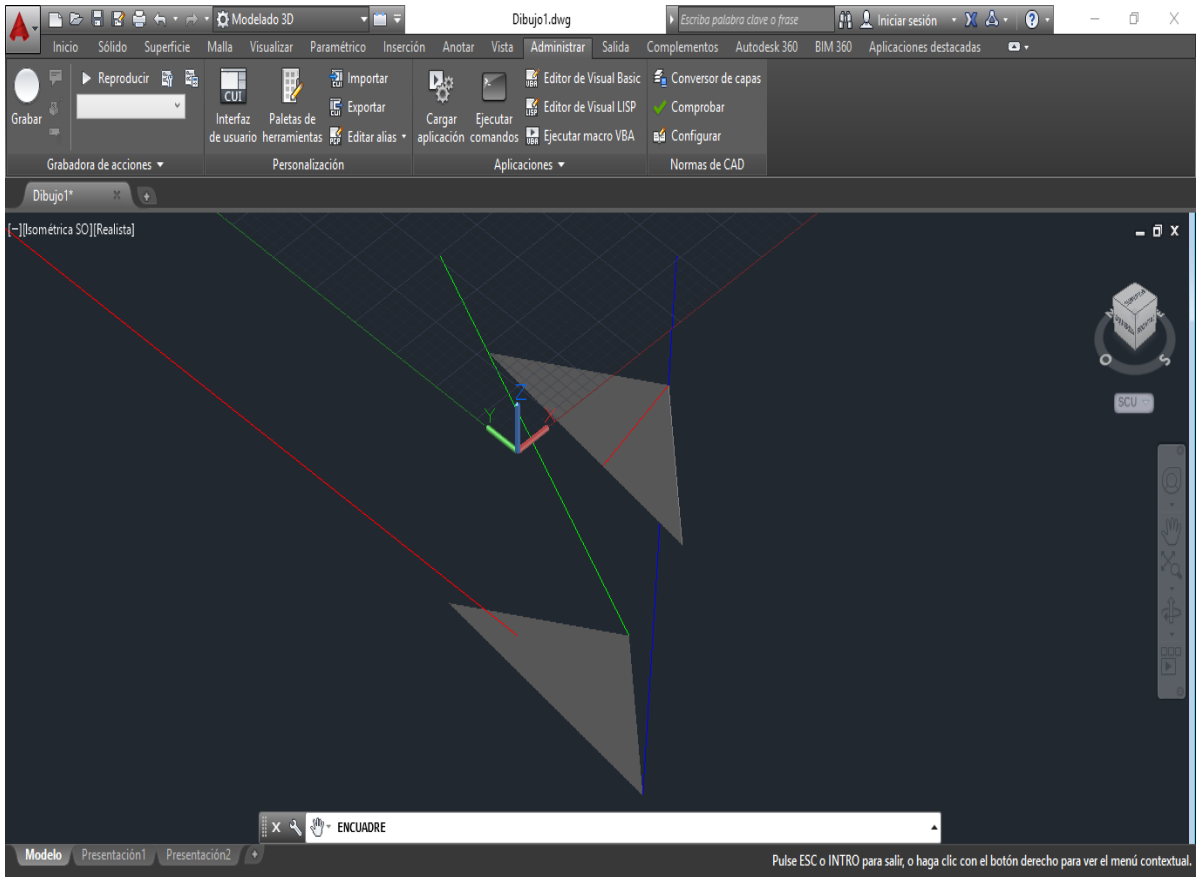 Modelado 3D
Dibujo1.dwg
Escriba palabra clave o frase
Iniciar sesión
Inicio Sólido Superficie Malla Visualizar Paramétrico Inserción Anotar Vista Administrar Salida Complementos Autodesk 360 BIM 360 Aplicaciones destacadas
Grabar
Reproducir
CUI
Interfaz de usuario
Paletas de herramientas
Importar
Exportar
Editar alias
Cargar aplicación
Ejecutar comandos
Editor de Visual Basic
Editor de Visual LISP
Ejecutar macro VBA
Conversor de capas
Comprobar
Configurar
Grabadora de acciones
Personalización
Aplicaciones
Normas de CAD
Dibujo1*
[−][Isométrica SO][Realista]
Z
Y
X
O
S
SCU
ENCUADRE
Modelo Presentación1 Presentación2
Pulse ESC o INTRO para salir, o haga clic con el botón derecho para ver el menú contextual.